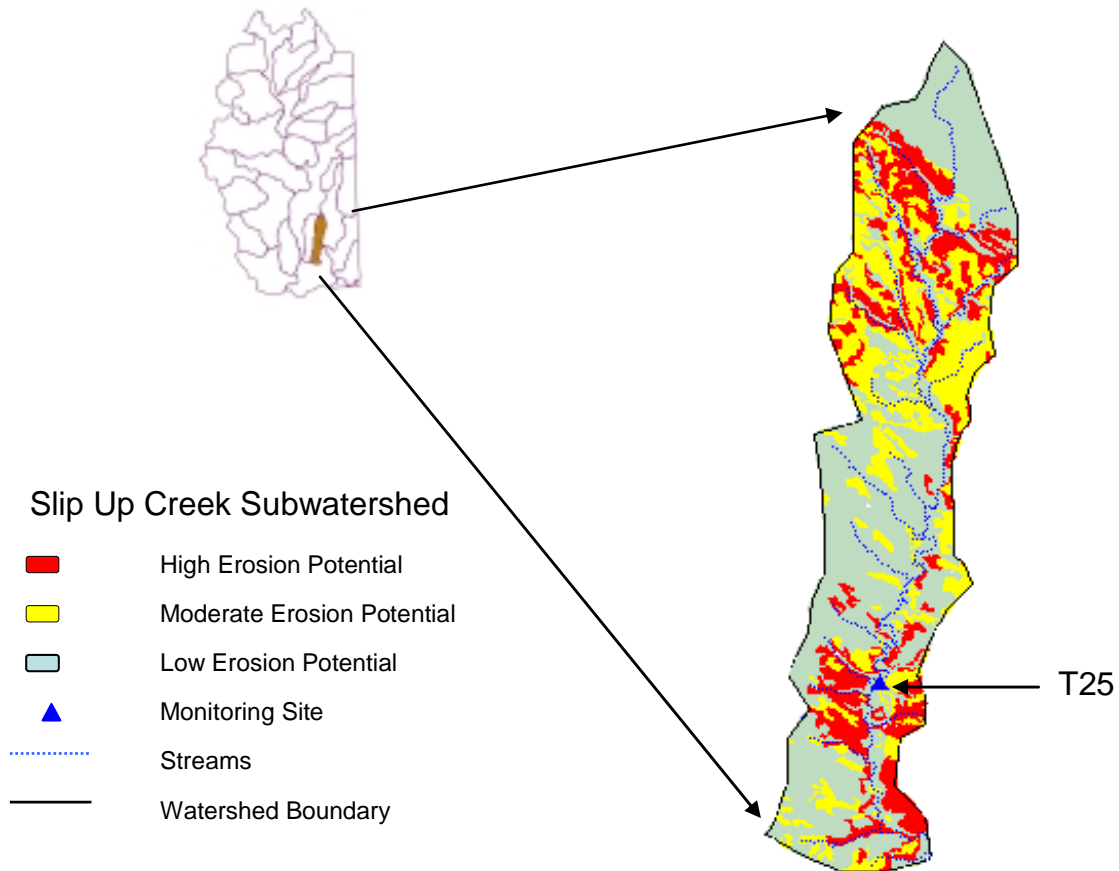 Slip Up Creek Subwatershed
High Erosion Potential
Moderate Erosion Potential
Low Erosion Potential
Monitoring Site
Streams
Watershed Boundary
T25